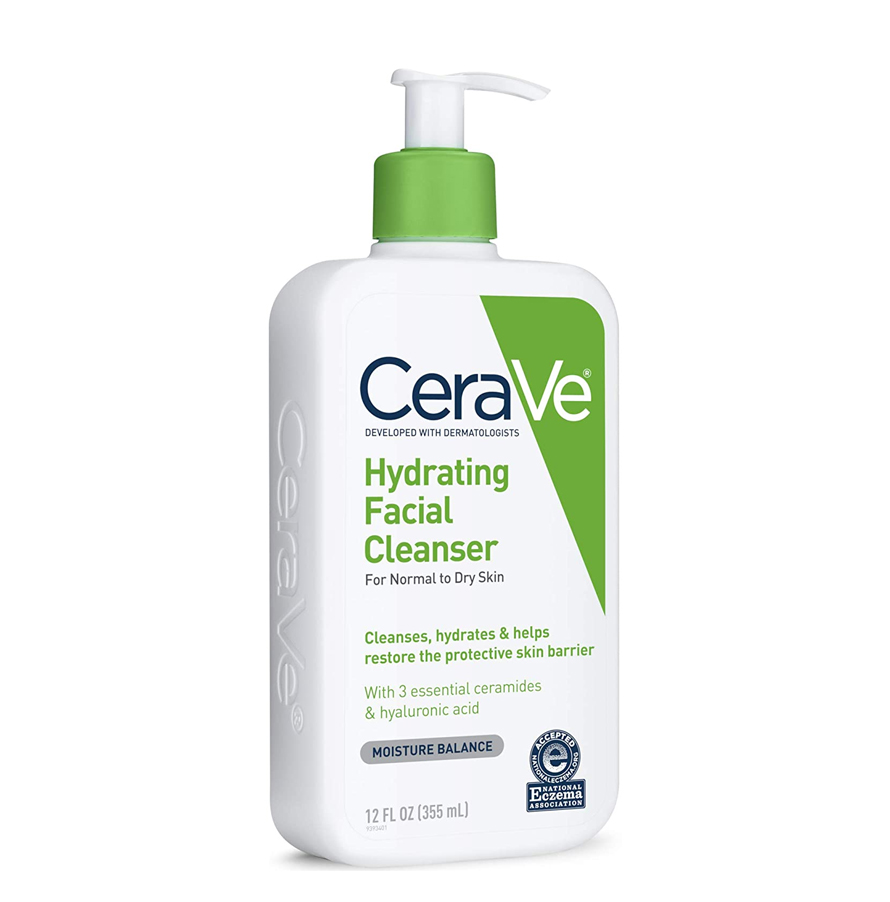 CeraVe®
DEVELOPED WITH DERMATOLOGISTS
Hydrating
Facial
Cleanser
For Normal to Dry Skin
Cleanses, hydrates & helps
restore the protective skin barrier
With 3 essential ceramides
& hyaluronic acid
MOISTURE BALANCE
ACCEPTED
e
NATIONALECZEMA.ORG
NATIONAL
Eczema
ASSOCIATION
12 FL OZ (355 mL)
CeraVe®